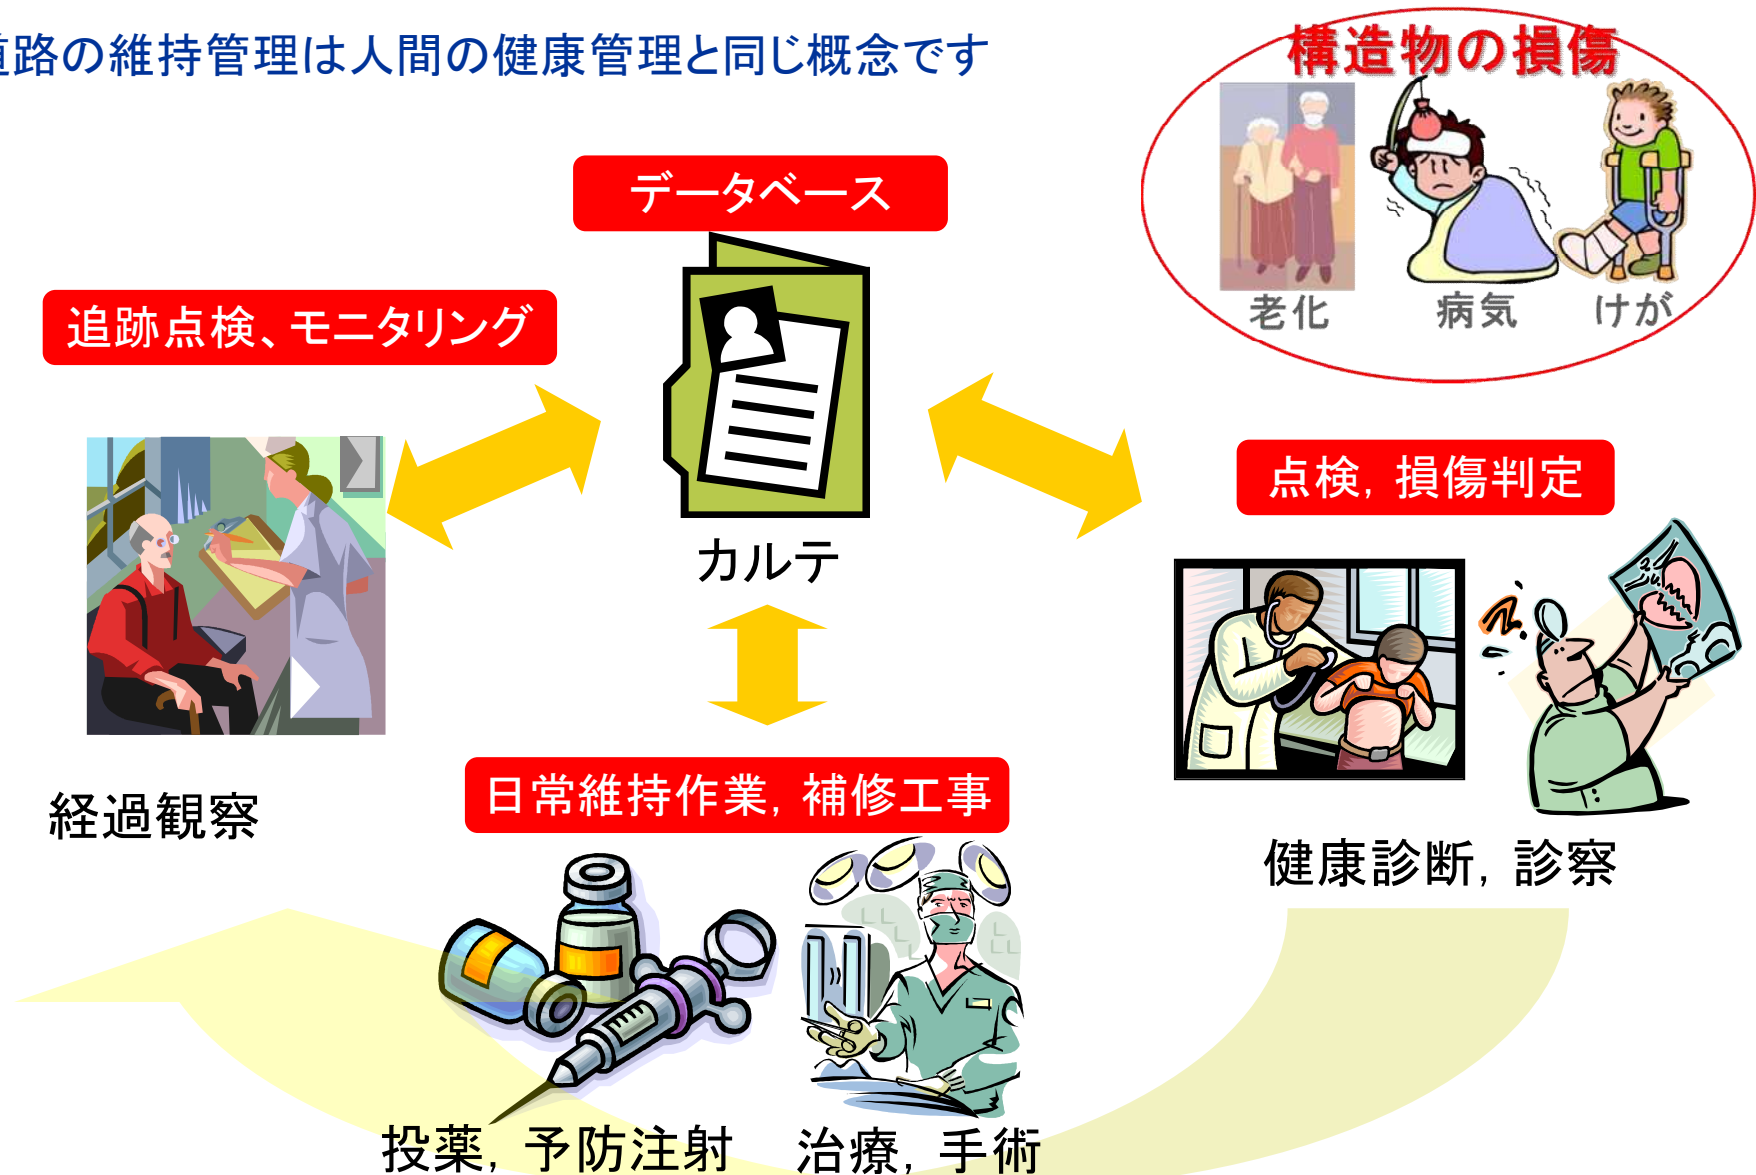 道路の維持管理は人間の健康管理と同じ概念です
構造物の損傷
老化
病気
けが
データベース
追跡点検、モニタリング
カルテ
点検, 損傷判定
経過観察
日常維持作業, 補修工事
健康診断, 診察
投薬, 予防注射
治療, 手術